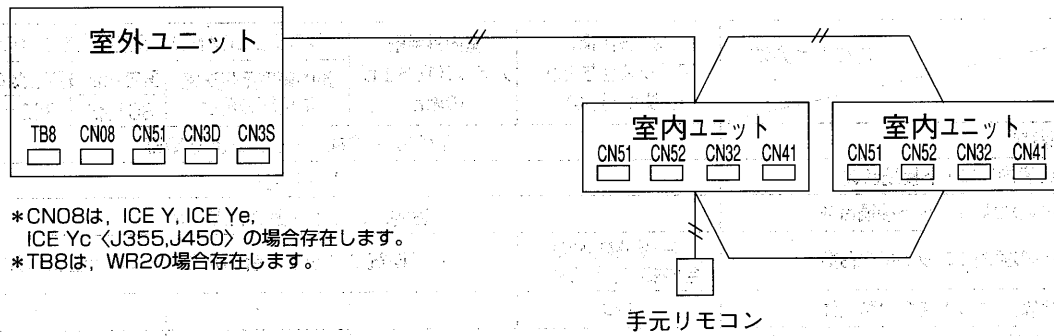 室外ユニット
TB8 CN08 CN51 CN3D CN3S
室内ユニット
CN51 CN52 CN32 CN41
室内ユニット
CN51 CN52 CN32 CN41
*CN08は, ICE Y, ICE Ye,
ICE Yc〈J355,J450〉の場合存在します。
*TB8は, WR2の場合存在します。
手元リモコン